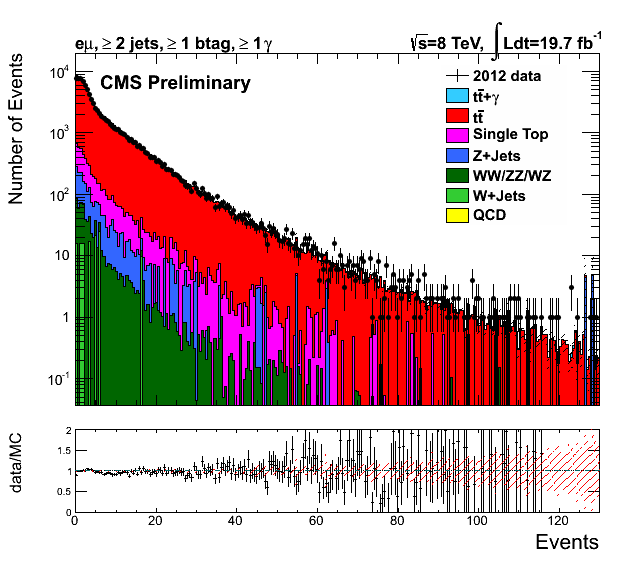 eμ, ≥ 2 jets, ≥ 1 btag, ≥ 1 γ
√s=8 TeV, ∫Ldt=19.7 fb⁻¹
CMS Preliminary
2012 data
tt̄+γ
tt̄
Single Top
Z+Jets
WW/ZZ/WZ
W+Jets
QCD
Number of Events
10⁴
10³
10²
10
1
10⁻¹
data/MC
2
1.5
1
0.5
0
0 20 40 60 80 100 120
Events